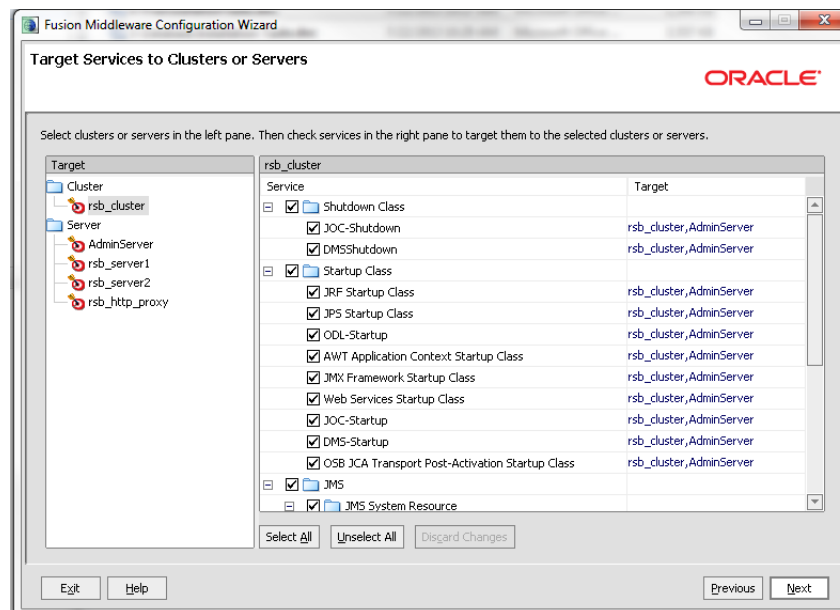 Fusion Middleware Configuration Wizard
Target Services to Clusters or Servers
ORACLE
Select clusters or servers in the left pane. Then check services in the right pane to target them to the selected clusters or servers.
Target
Cluster
rsb_cluster
Server
AdminServer
rsb_server1
rsb_server2
rsb_http_proxy
rsb_cluster
Service Target
Shutdown Class
JOC-Shutdown rsb_cluster,AdminServer
DMSShutdown rsb_cluster,AdminServer
Startup Class
JRF Startup Class rsb_cluster,AdminServer
JPS Startup Class rsb_cluster,AdminServer
ODL-Startup rsb_cluster,AdminServer
AWT Application Context Startup Class rsb_cluster,AdminServer
JMX Framework Startup Class rsb_cluster,AdminServer
Web Services Startup Class rsb_cluster,AdminServer
JOC-Startup rsb_cluster,AdminServer
DMS-Startup rsb_cluster,AdminServer
OSB JCA Transport Post-Activation Startup Class rsb_cluster,AdminServer
JMS
JMS System Resource
Select All Unselect All Discard Changes
Exit Help Previous Next